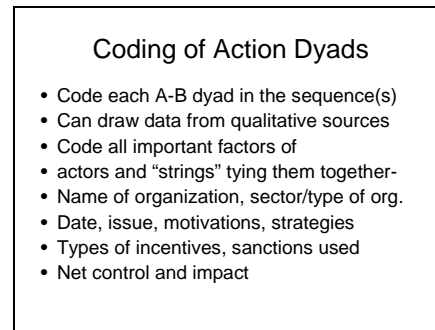 Coding of Action Dyads
• Code each A-B dyad in the sequence(s)
• Can draw data from qualitative sources
• Code all important factors of
• actors and “strings” tying them together-
• Name of organization, sector/type of org.
• Date, issue, motivations, strategies
• Types of incentives, sanctions used
• Net control and impact